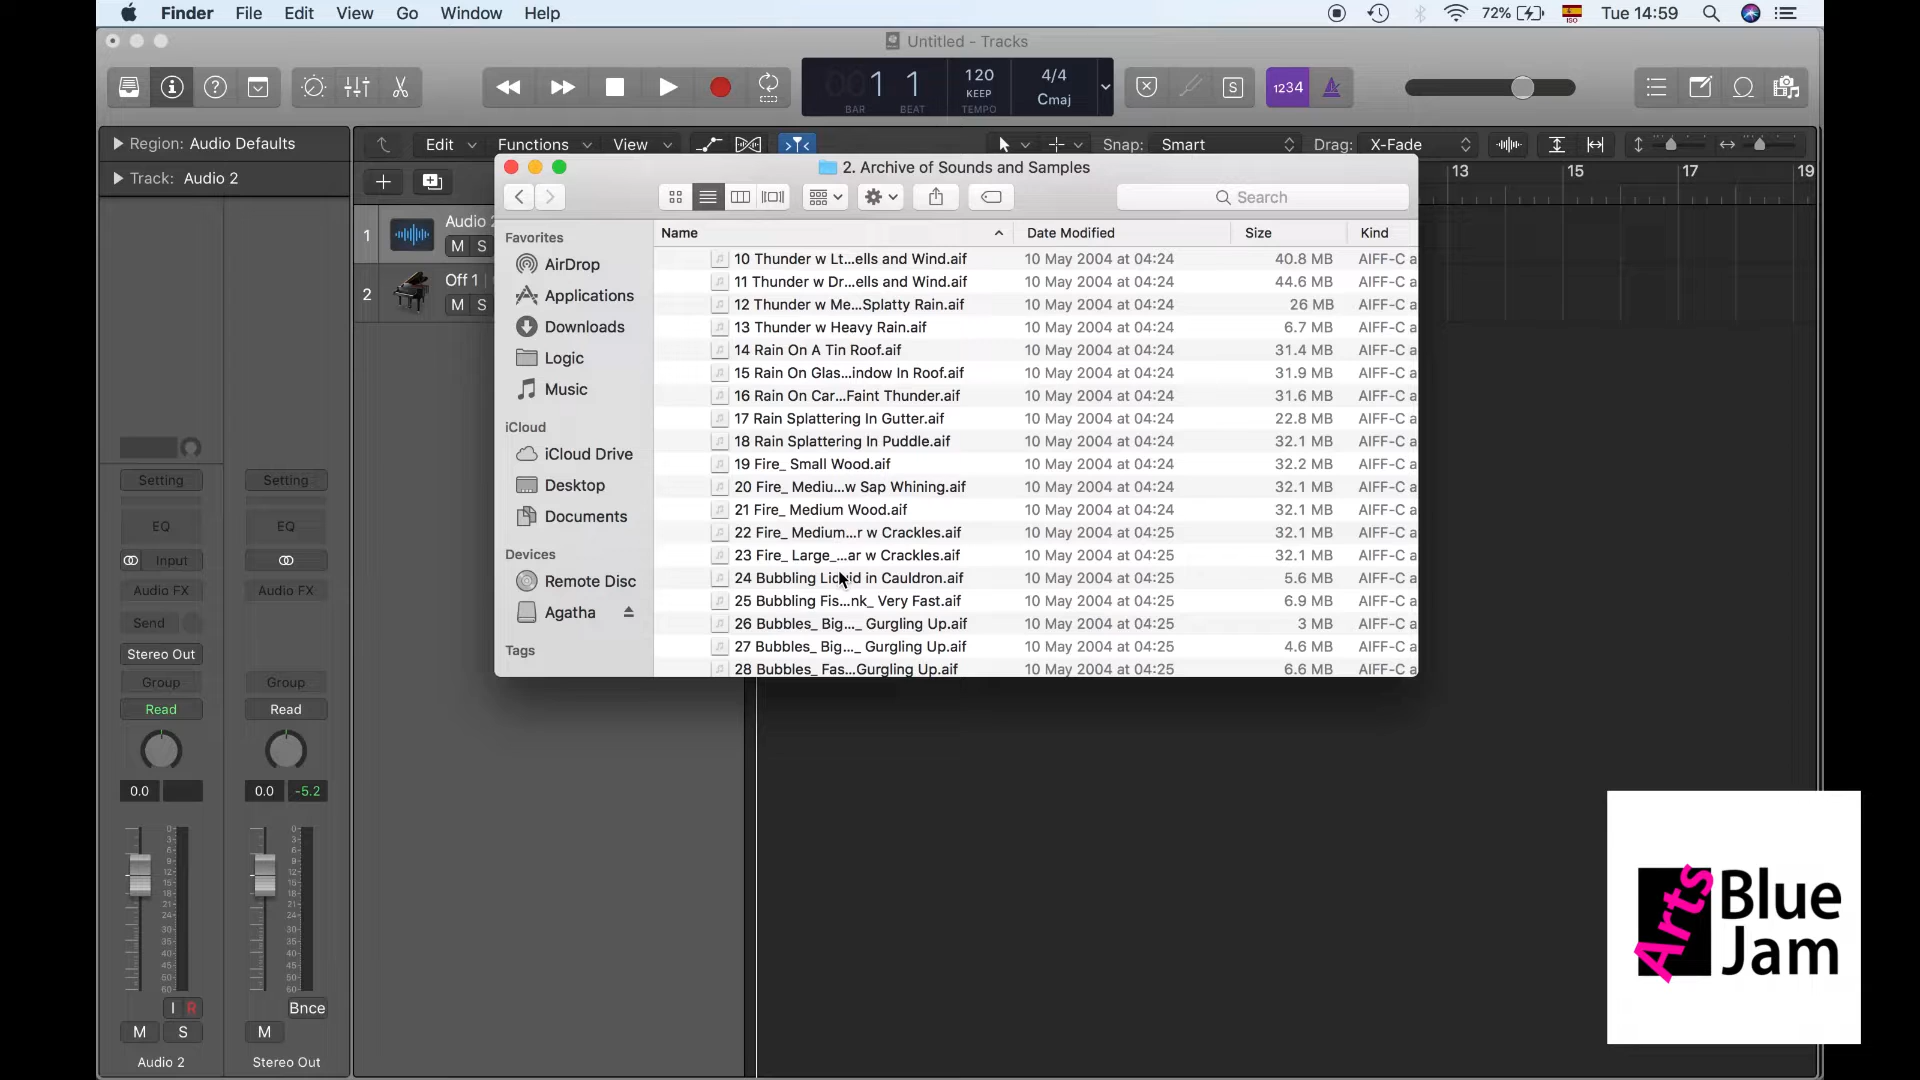 Finder File Edit View Go Window Help 72% ISO Tue 14:59
Untitled - Tracks
1 1 120 4/4
KEEP Cmaj
BAR BEAT TEMPO
S 1234
Region: Audio Defaults Edit Functions View Snap: Smart Drag: X-Fade
Track: Audio 2
13 15 17 19
2. Archive of Sounds and Samples
Search
1 Audio 2
M S
2 Off 1
M S
Favorites
AirDrop
Applications
Downloads
Logic
Music
iCloud
iCloud Drive
Desktop
Documents
Devices
Remote Disc
Agatha
Tags
Name Date Modified Size Kind
10 Thunder w Lt...ells and Wind.aif 10 May 2004 at 04:24 40.8 MB AIFF-C a
11 Thunder w Dr...ells and Wind.aif 10 May 2004 at 04:24 44.6 MB AIFF-C a
12 Thunder w Me...Splatty Rain.aif 10 May 2004 at 04:24 26 MB AIFF-C a
13 Thunder w Heavy Rain.aif 10 May 2004 at 04:24 6.7 MB AIFF-C a
14 Rain On A Tin Roof.aif 10 May 2004 at 04:24 31.4 MB AIFF-C a
15 Rain On Glas...indow In Roof.aif 10 May 2004 at 04:24 31.9 MB AIFF-C a
16 Rain On Car...Faint Thunder.aif 10 May 2004 at 04:24 31.6 MB AIFF-C a
17 Rain Splattering In Gutter.aif 10 May 2004 at 04:24 22.8 MB AIFF-C a
18 Rain Splattering In Puddle.aif 10 May 2004 at 04:24 32.1 MB AIFF-C a
19 Fire_ Small Wood.aif 10 May 2004 at 04:24 32.2 MB AIFF-C a
20 Fire_ Mediu...w Sap Whining.aif 10 May 2004 at 04:24 32.1 MB AIFF-C a
21 Fire_ Medium Wood.aif 10 May 2004 at 04:24 32.1 MB AIFF-C a
22 Fire_ Medium...r w Crackles.aif 10 May 2004 at 04:25 32.1 MB AIFF-C a
23 Fire_ Large_...ar w Crackles.aif 10 May 2004 at 04:25 32.1 MB AIFF-C a
24 Bubbling Liquid in Cauldron.aif 10 May 2004 at 04:25 5.6 MB AIFF-C a
25 Bubbling Fis...nk_ Very Fast.aif 10 May 2004 at 04:25 6.9 MB AIFF-C a
26 Bubbles_ Big..._ Gurgling Up.aif 10 May 2004 at 04:25 3 MB AIFF-C a
27 Bubbles_ Big..._ Gurgling Up.aif 10 May 2004 at 04:25 4.6 MB AIFF-C a
28 Bubbles_ Fas...Gurgling Up.aif 10 May 2004 at 04:25 6.6 MB AIFF-C a
Setting Setting
EQ EQ
Input
Audio FX Audio FX
Send
Stereo Out
Group Group
Read Read
0.0 0.0 -5.2
I R Bnce
M S M
Audio 2 Stereo Out
Arts
Blue
Jam